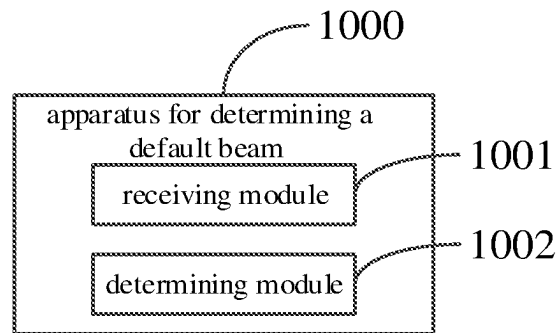 1000
apparatus for determining a
default beam
receiving module
1001
determining module
1002